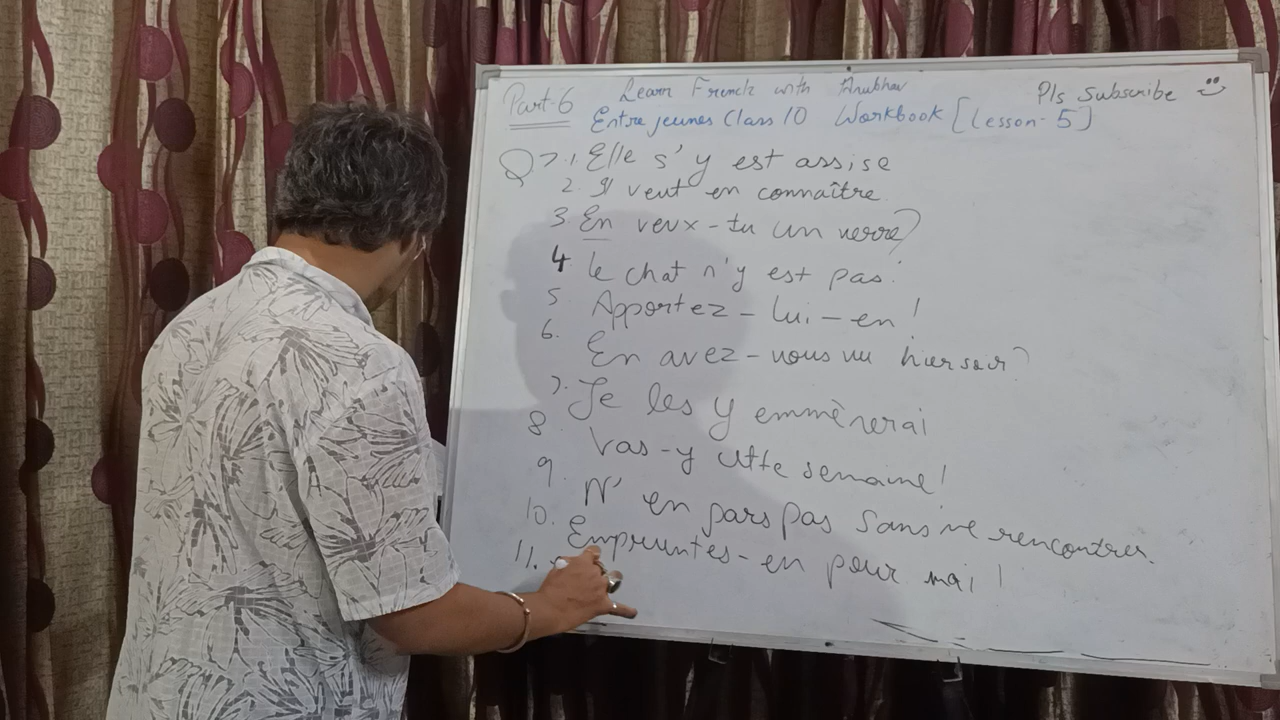 Part-6 Learn French with Anubhav Pls Subscribe
Entre jeunes Class 10 Workbook [Lesson-5]
Q7.1. Elle s'y est assise
2. Il veut en connaître
3. En veux-tu un verre?
4 Le chat n'y est pas.
5. Apportez-lui-en!
6. En avez-vous vu hier soir?
7. Je les y emmènerai
8 Vas-y cette semaine!
9. N'en pars pas sans me rencontrer
10. Empruntes-en pour moi!
11.